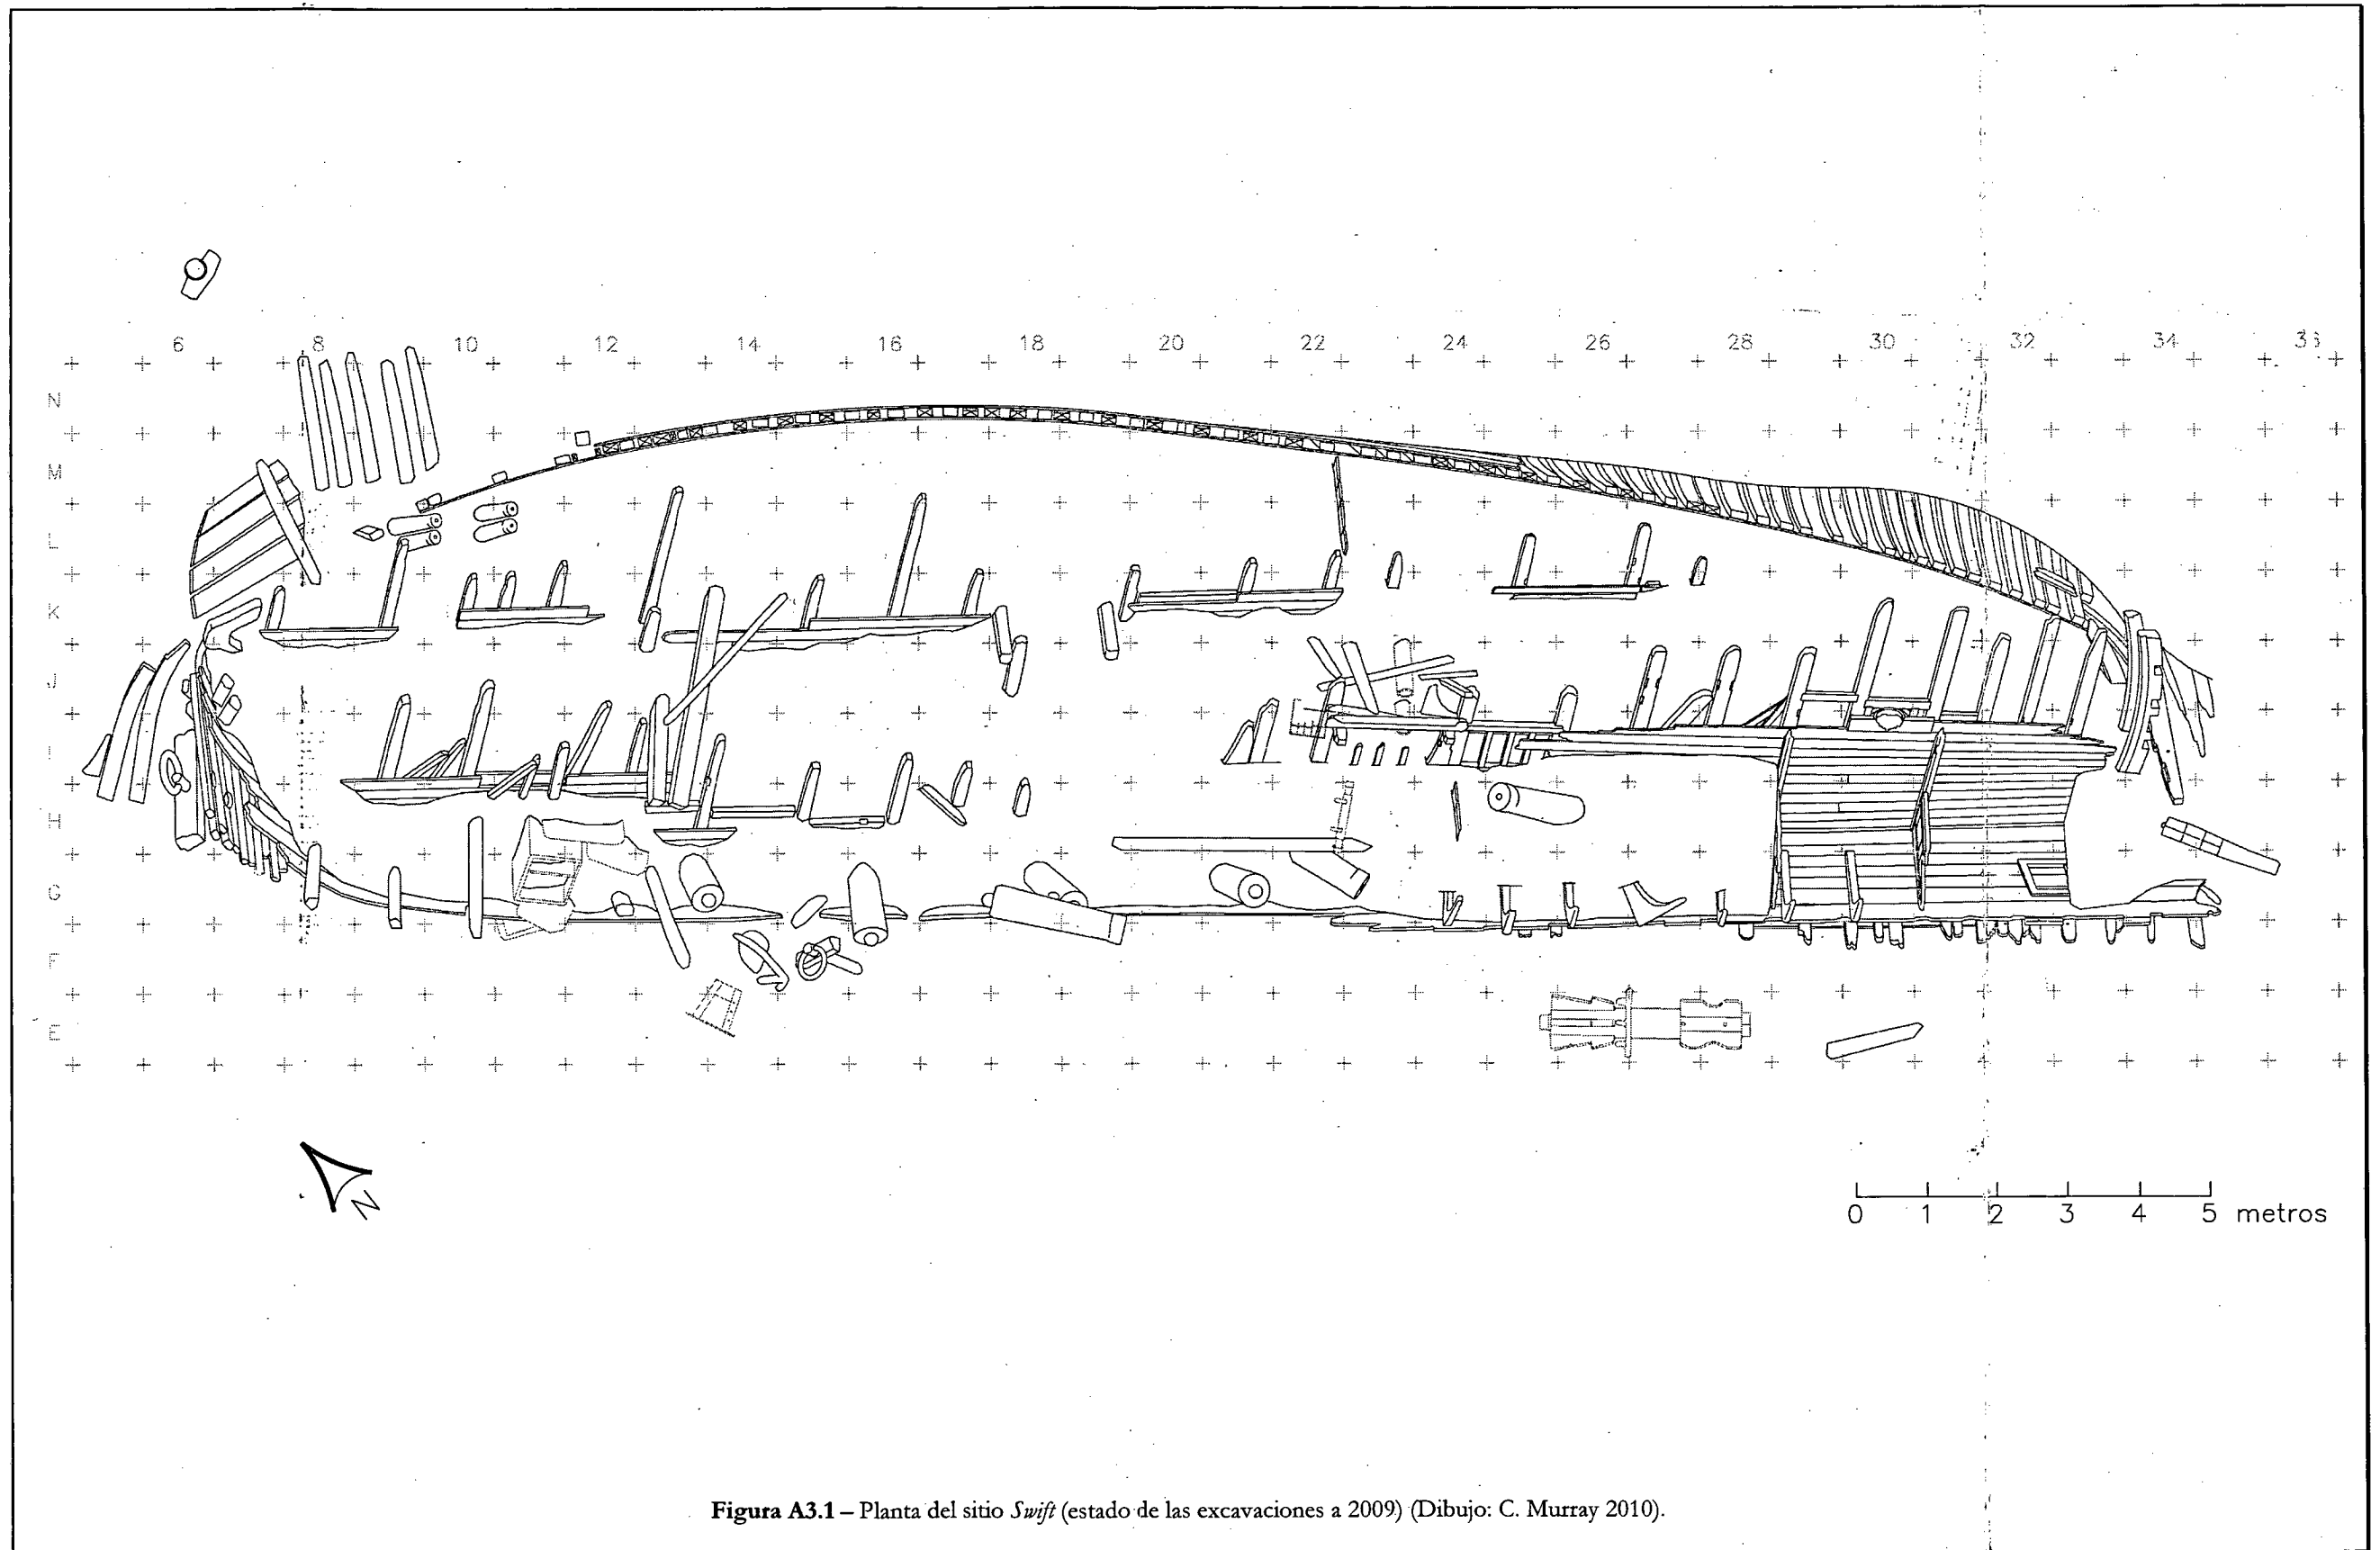 6 8 10 12 14 16 18 20 22 24 26 28 30 32 34
N
M
L
K
J
I
H
G
F
E
N
0 1 2 3 4 5 metros
Figura A3.1 – Planta del sitio Swift (estado de las excavaciones a 2009) (Dibujo: C. Murray 2010).